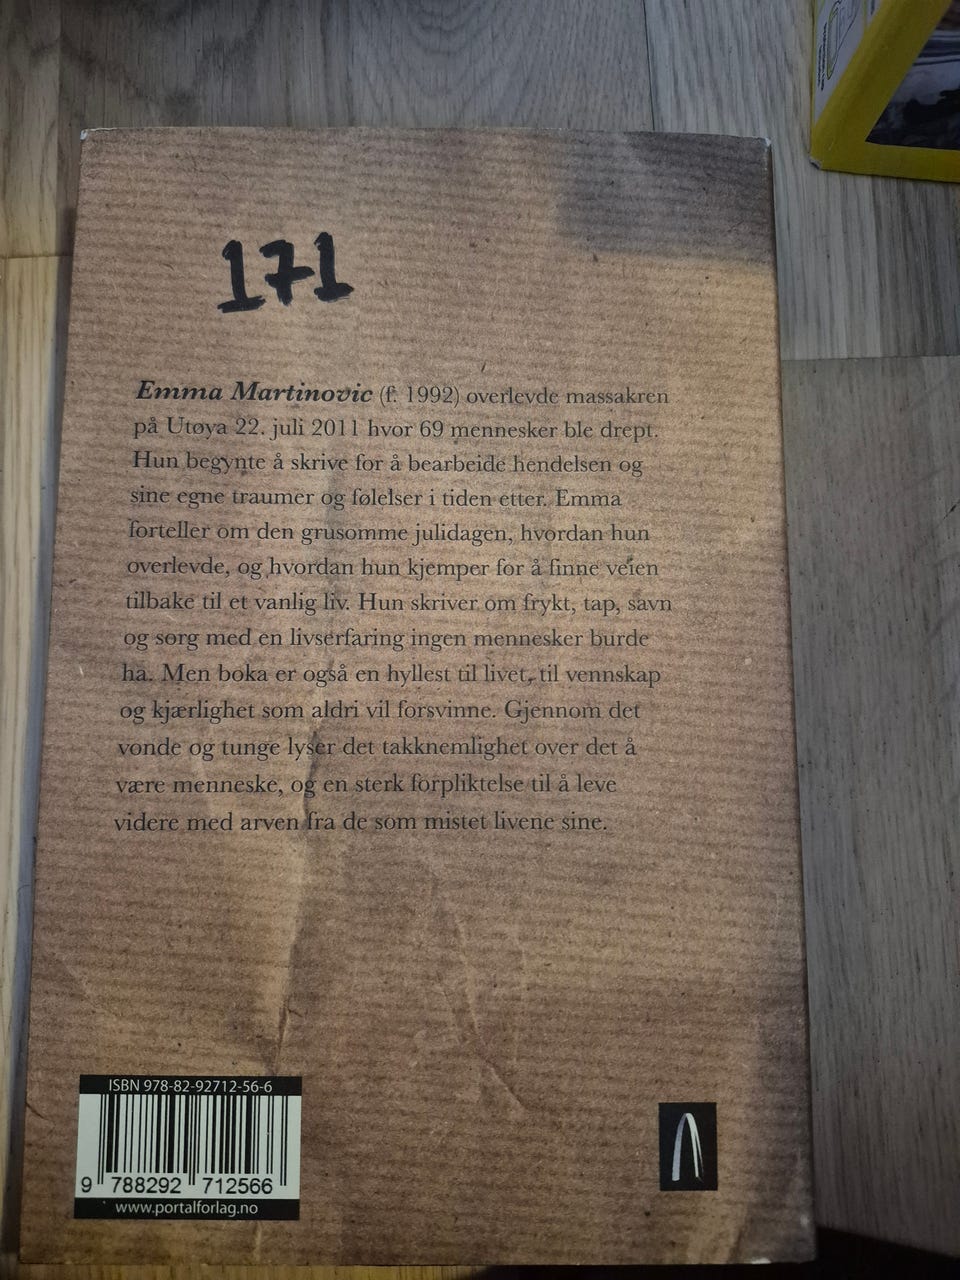 171
Emma Martinovic (f. 1992) overlevde massakren
på Utøya 22. juli 2011 hvor 69 mennesker ble drept.
Hun begynte å skrive for å bearbeide hendelsen og
sine egne traumer og følelser i tiden etter. Emma
forteller om den grusomme julidagen, hvordan hun
overlevde, og hvordan hun kjemper for å finne veien
tilbake til et vanlig liv. Hun skriver om frykt, tap, savn
og sorg med en livserfaring ingen mennesker burde
ha. Men boka er også en hyllest til livet, til vennskap
og kjærlighet som aldri vil forsvinne. Gjennom det
vonde og tunge lyser det takknemlighet over det å
være menneske, og en sterk forpliktelse til å leve
videre med arven fra de som mistet livene sine.
ISBN 978-82-92712-56-6
9 788292 712566
www.portalforlag.no